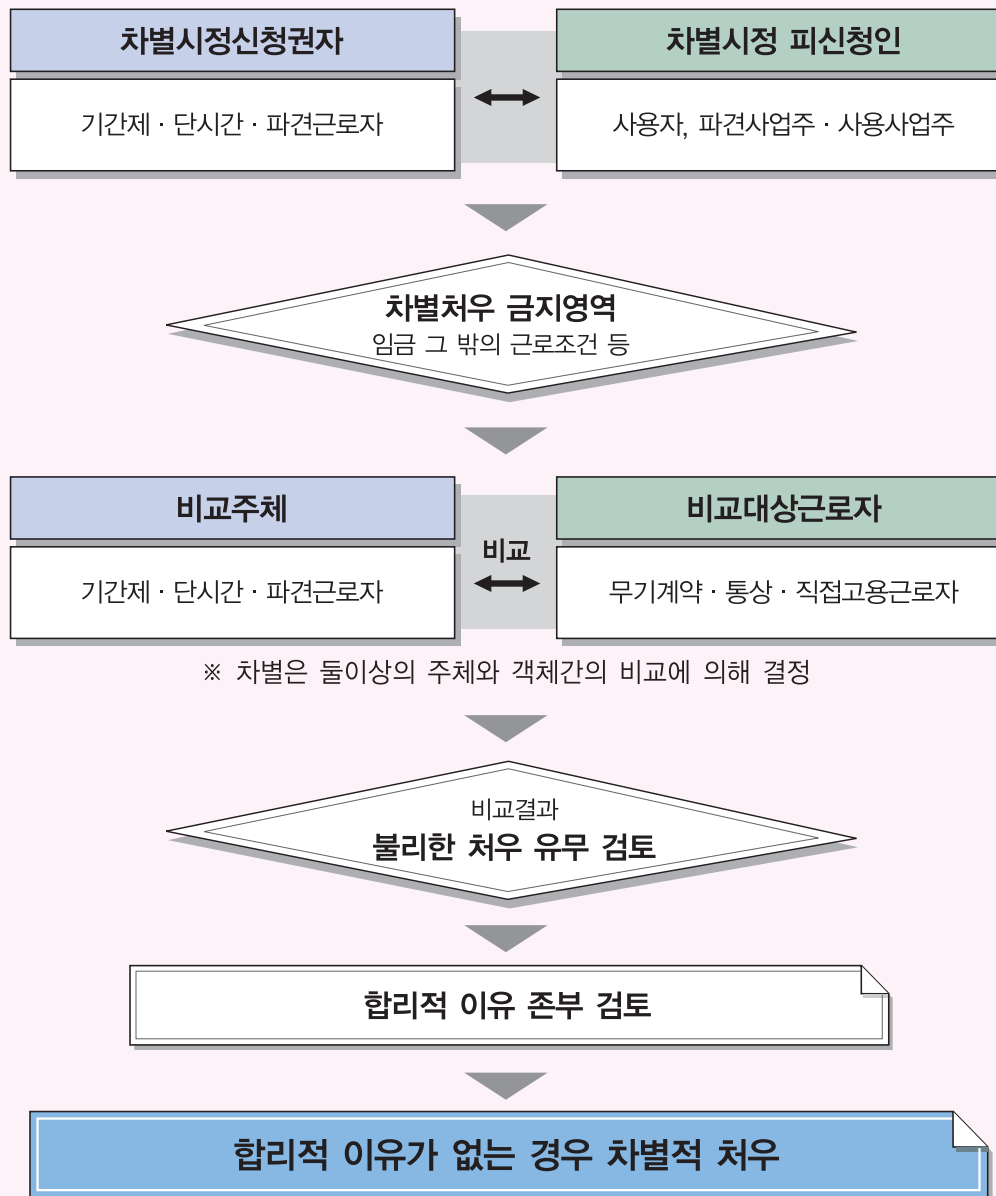 차별시정신청권자
차별시정 피신청인
기간제 · 단시간 · 파견근로자
사용자, 파견사업주 · 사용사업주
차별처우 금지영역
임금 그 밖의 근로조건 등
비교주체
비교대상근로자
비교
기간제 · 단시간 · 파견근로자
무기계약 · 통상 · 직접고용근로자
※ 차별은 둘이상의 주체와 객체간의 비교에 의해 결정
비교결과
불리한 처우 유무 검토
합리적 이유 존부 검토
합리적 이유가 없는 경우 차별적 처우